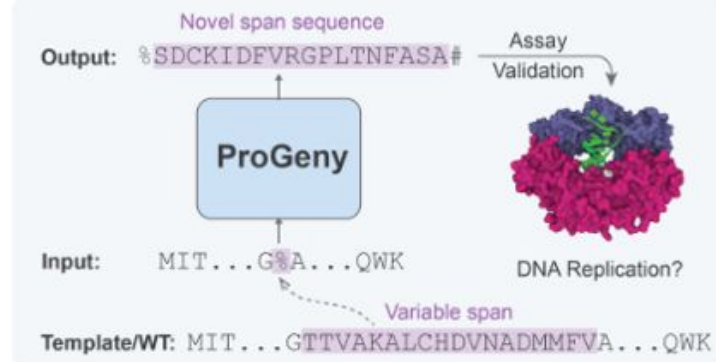 Novel span sequence
Output: %SDCKIDFVRGPLTNFASA#
Assay
Validation
ProGeny
Input: MIT...G%A...QWK
DNA Replication?
Variable span
Template/WT: MIT...GTTVAKALCHDVNADMMFVA...QWK